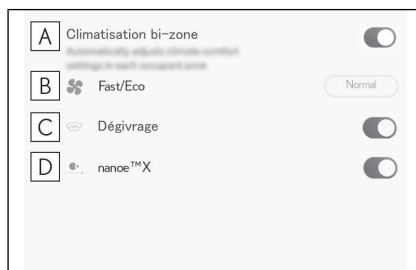 A Climatisation bi-zone
B Fast/Eco Normal
C Dégivrage
D nanoe™X